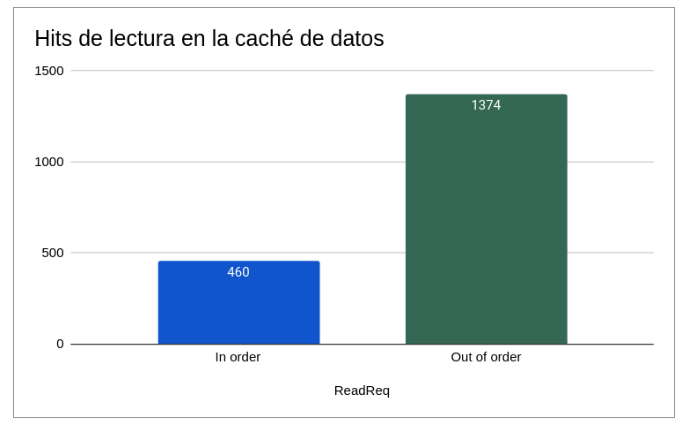 Hits de lectura en la caché de datos
1500
1000
500
0
460
1374
In order
Out of order
ReadReq